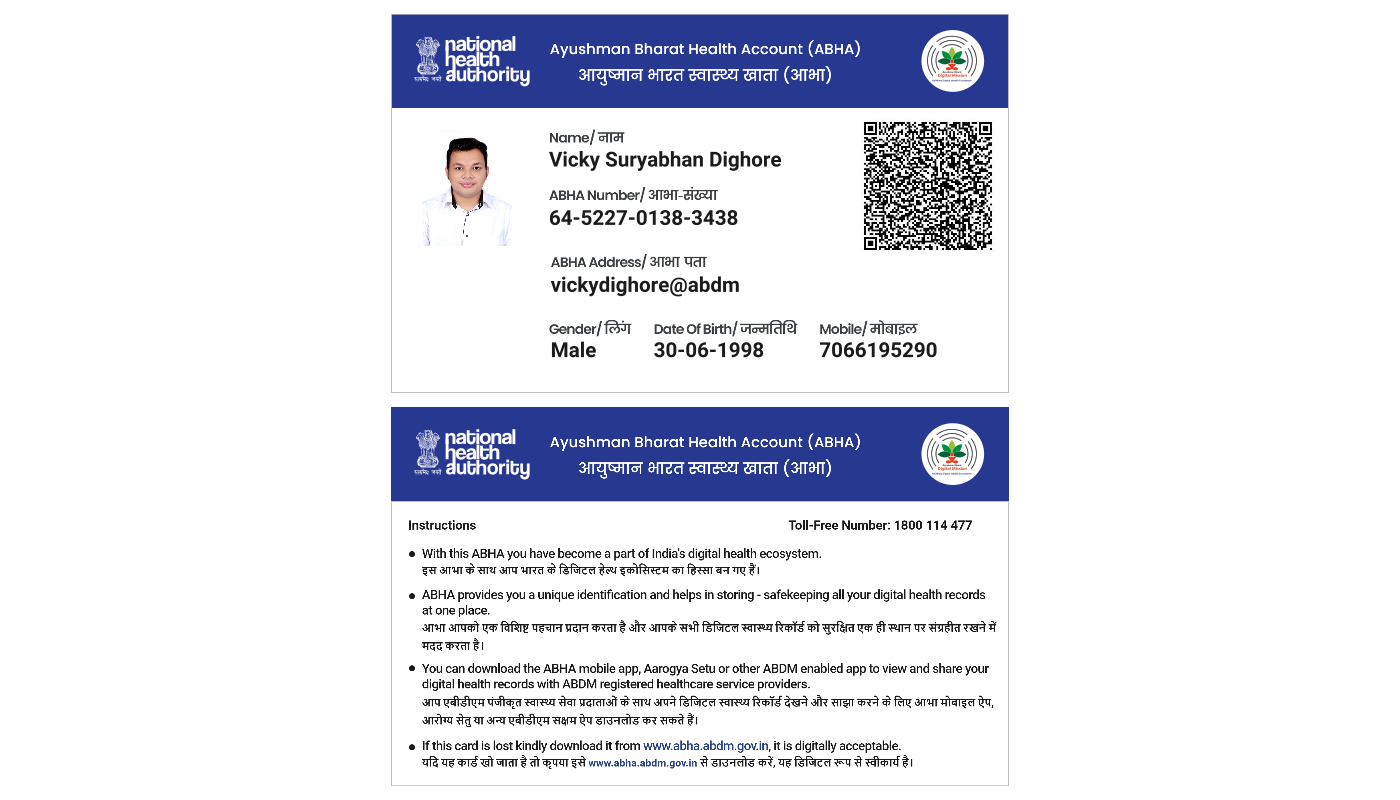 national
health
authority
सत्यमेव जयते
Ayushman Bharat Health Account (ABHA)
आयुष्मान भारत स्वास्थ्य खाता (आभा)
Digital Mission
Name/ नाम
Vicky Suryabhan Dighore
ABHA Number/ आभा-संख्या
64-5227-0138-3438
ABHA Address/ आभा पता
vickydighore@abdm
Gender/ लिंग Date Of Birth/ जन्मतिथि Mobile/ मोबाइल
Male 30-06-1998 7066195290
national
health
authority
सत्यमेव जयते
Ayushman Bharat Health Account (ABHA)
आयुष्मान भारत स्वास्थ्य खाता (आभा)
Digital Mission
Instructions Toll-Free Number: 1800 114 477
● With this ABHA you have become a part of India's digital health ecosystem.
इस आभा के साथ आप भारत के डिजिटल हेल्थ इकोसिस्टम का हिस्सा बन गए हैं।
● ABHA provides you a unique identification and helps in storing - safekeeping all your digital health records
at one place.
आभा आपको एक विशिष्ट पहचान प्रदान करता है और आपके सभी डिजिटल स्वास्थ्य रिकॉर्ड को सुरक्षित एक ही स्थान पर संग्रहीत रखने में
मदद करता है।
● You can download the ABHA mobile app, Aarogya Setu or other ABDM enabled app to view and share your
digital health records with ABDM registered healthcare service providers.
आप एबीडीएम पंजीकृत स्वास्थ्य सेवा प्रदाताओं के साथ अपने डिजिटल स्वास्थ्य रिकॉर्ड देखने और साझा करने के लिए आभा मोबाइल ऐप,
आरोग्य सेतु या अन्य एबीडीएम सक्षम ऐप डाउनलोड कर सकते हैं।
● If this card is lost kindly download it from www.abha.abdm.gov.in, it is digitally acceptable.
यदि यह कार्ड खो जाता है तो कृपया इसे www.abha.abdm.gov.in से डाउनलोड करें, यह डिजिटल रूप से स्वीकार्य है।